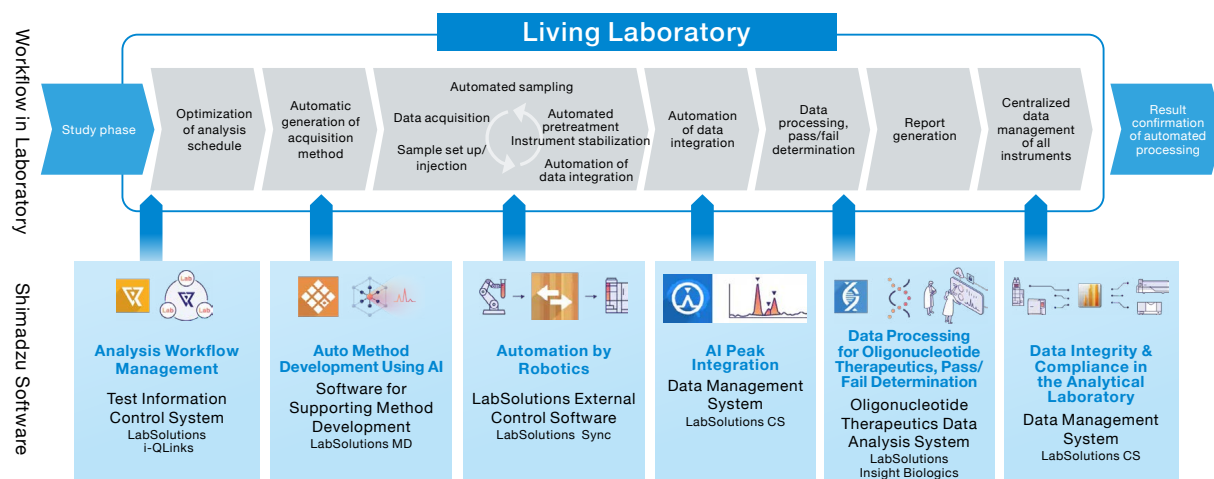 Living Laboratory
Workflow in Laboratory
Study phase
Optimization
of analysis
schedule
Automatic
generation of
acquisition
method
Automated sampling
Data acquisition
Sample set up/
injection
Automated
pretreatment
Instrument stabilization
Automation of
data integration
Automation
of data
integration
Data
processing,
pass/fail
determination
Report
generation
Centralized
data
management
of all
instruments
Result
confirmation
of automated
processing
Shimadzu Software
Lab
Lab
Lab
Analysis Workflow
Management
Test Information
Control System
LabSolutions
i-QLinks
Auto Method
Development Using AI
Software for
Supporting Method
Development
LabSolutions MD
Automation by
Robotics
LabSolutions External
Control Software
LabSolutions Sync
AI Peak
Integration
Data Management
System
LabSolutions CS
Data Processing
for Oligonucleotide
Therapeutics, Pass/
Fail Determination
Oligonucleotide
Therapeutics Data
Analysis System
LabSolutions
Insight Biologics
Data Integrity &
Compliance in
the Analytical
Laboratory
Data Management
System
LabSolutions CS